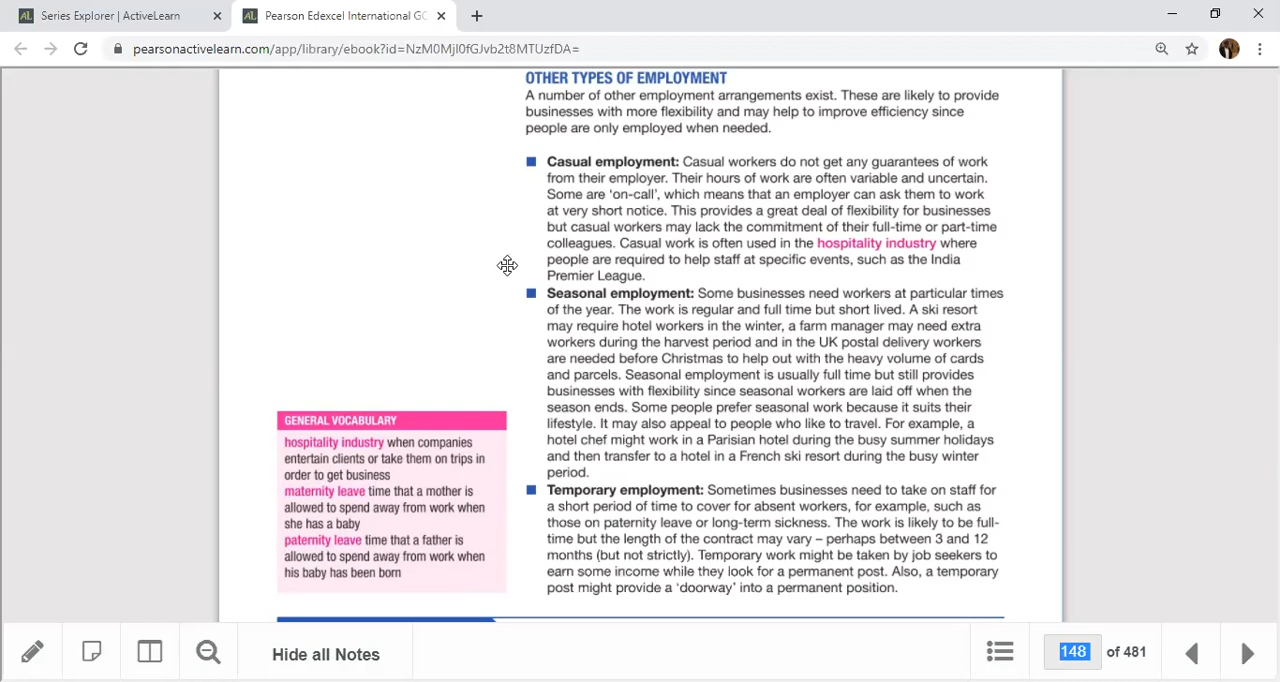 Series Explorer | ActiveLearn
Pearson Edexcel International GC
pearsonactivelearn.com/app/library/ebook?id=NzM0MjI0fGJvb2t8MTUzfDA=
OTHER TYPES OF EMPLOYMENT
A number of other employment arrangements exist. These are likely to provide
businesses with more flexibility and may help to improve efficiency since
people are only employed when needed.
Casual employment: Casual workers do not get any guarantees of work
from their employer. Their hours of work are often variable and uncertain.
Some are ‘on-call’, which means that an employer can ask them to work
at very short notice. This provides a great deal of flexibility for businesses
but casual workers may lack the commitment of their full-time or part-time
colleagues. Casual work is often used in the hospitality industry where
people are required to help staff at specific events, such as the India
Premier League.
Seasonal employment: Some businesses need workers at particular times
of the year. The work is regular and full time but short lived. A ski resort
may require hotel workers in the winter, a farm manager may need extra
workers during the harvest period and in the UK postal delivery workers
are needed before Christmas to help out with the heavy volume of cards
and parcels. Seasonal employment is usually full time but still provides
businesses with flexibility since seasonal workers are laid off when the
season ends. Some people prefer seasonal work because it suits their
lifestyle. It may also appeal to people who like to travel. For example, a
hotel chef might work in a Parisian hotel during the busy summer holidays
and then transfer to a hotel in a French ski resort during the busy winter
period.
Temporary employment: Sometimes businesses need to take on staff for
a short period of time to cover for absent workers, for example, such as
those on paternity leave or long-term sickness. The work is likely to be full-
time but the length of the contract may vary – perhaps between 3 and 12
months (but not strictly). Temporary work might be taken by job seekers to
earn some income while they look for a permanent post. Also, a temporary
post might provide a ‘doorway’ into a permanent position.
GENERAL VOCABULARY
hospitality industry when companies
entertain clients or take them on trips in
order to get business
maternity leave time that a mother is
allowed to spend away from work when
she has a baby
paternity leave time that a father is
allowed to spend away from work when
his baby has been born
Hide all Notes
148 of 481